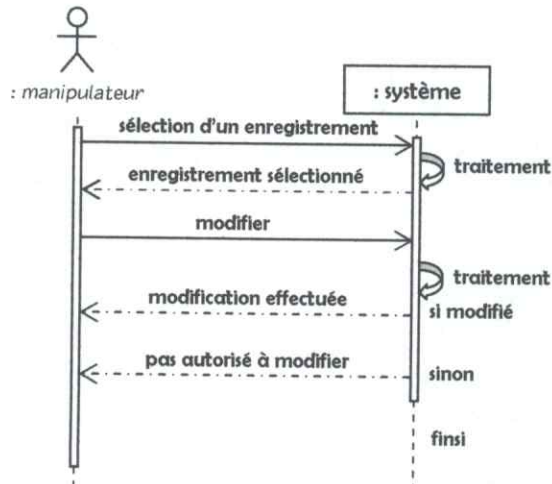 : manipulateur
: système
sélection d'un enregistrement
traitement
enregistrement sélectionné
modifier
traitement
modification effectuée
si modifié
pas autorisé à modifier
sinon
finsi